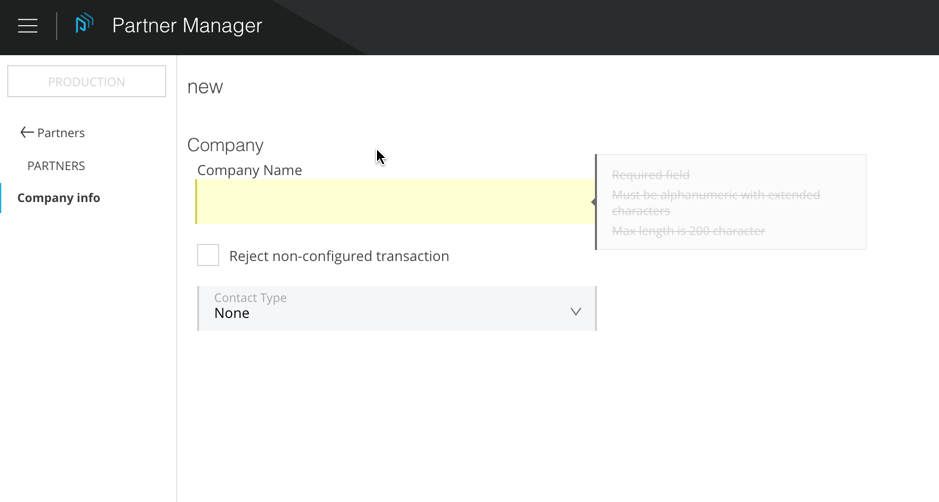 Partner Manager
PRODUCTION
Partners
PARTNERS
Company info
new
Company
Company Name
Required field
Must be alphanumeric with extended
characters
Max length is 200 character
Reject non-configured transaction
Contact Type
None